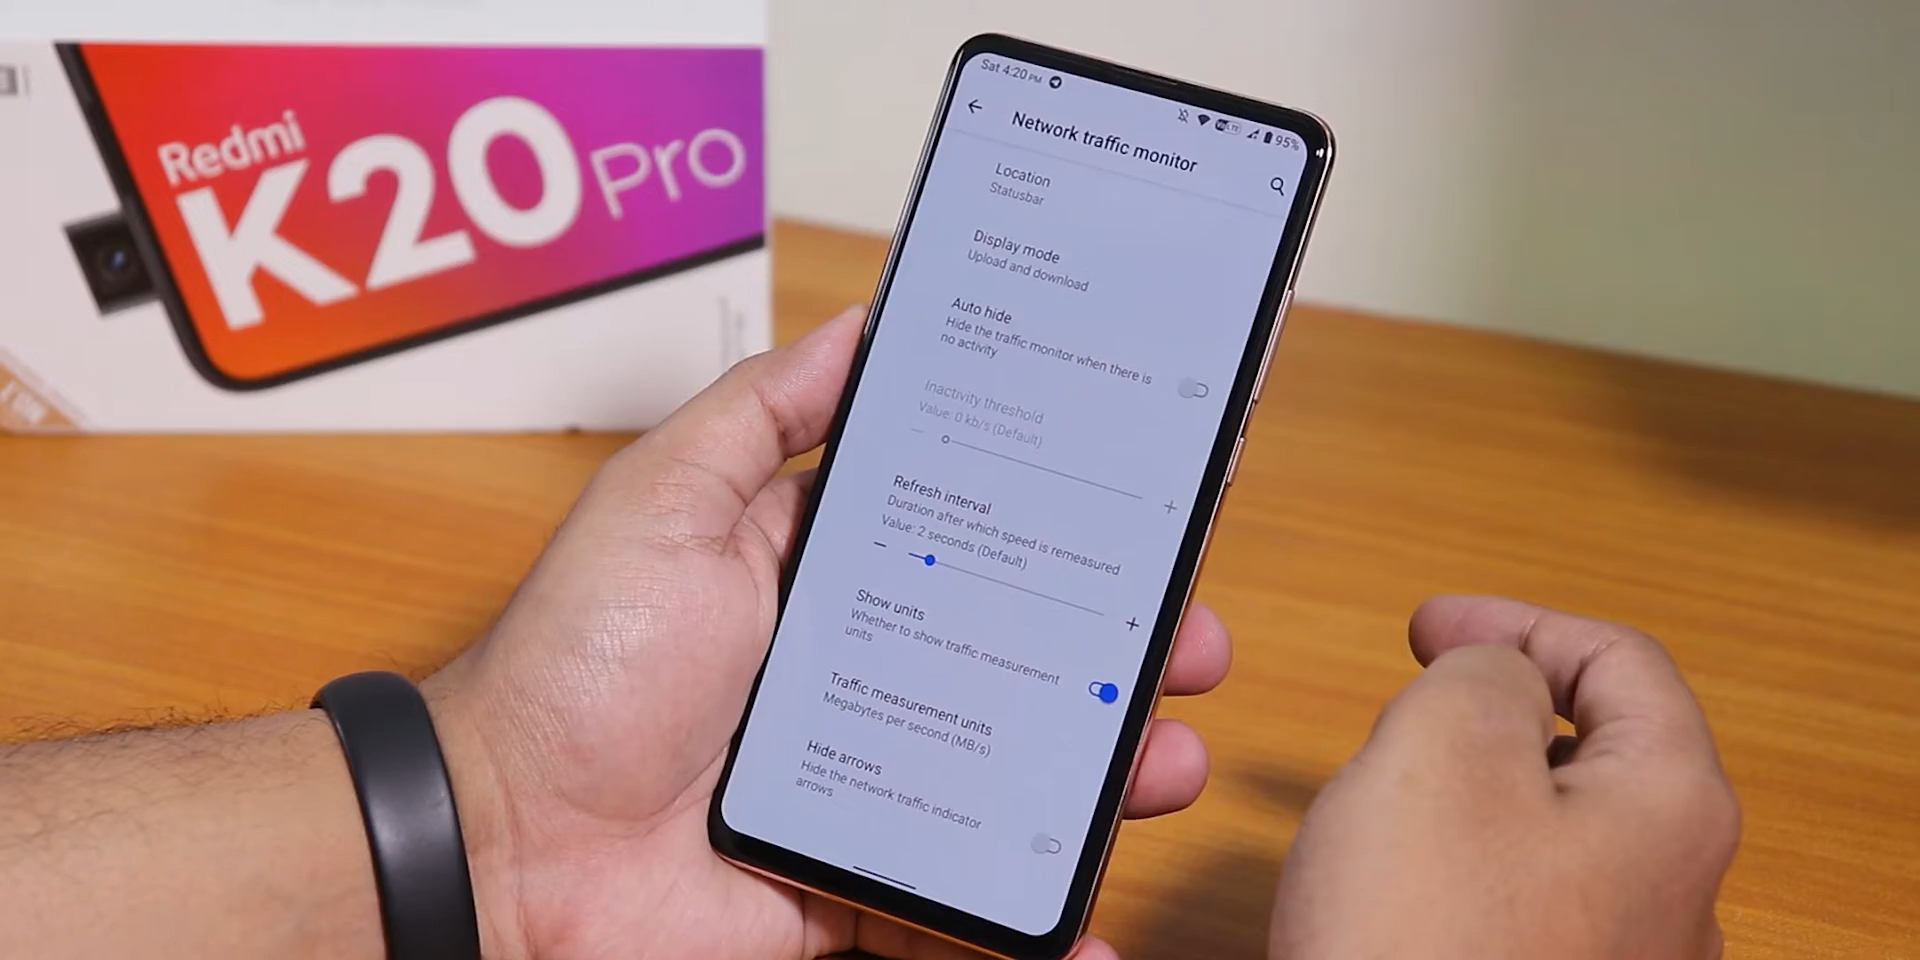 Redmi
K20 Pro
Sat 4:20 PM
95%
Network traffic monitor
Location
Statusbar
Display mode
Upload and download
Auto hide
Hide the traffic monitor when there is
no activity
Inactivity threshold
Value: 0 kb/s (Default)
Refresh interval
Duration after which speed is remeasured
Value: 2 seconds (Default)
Show units
Whether to show traffic measurement
units
Traffic measurement units
Megabytes per second (MB/s)
Hide arrows
Hide the network traffic indicator
arrows